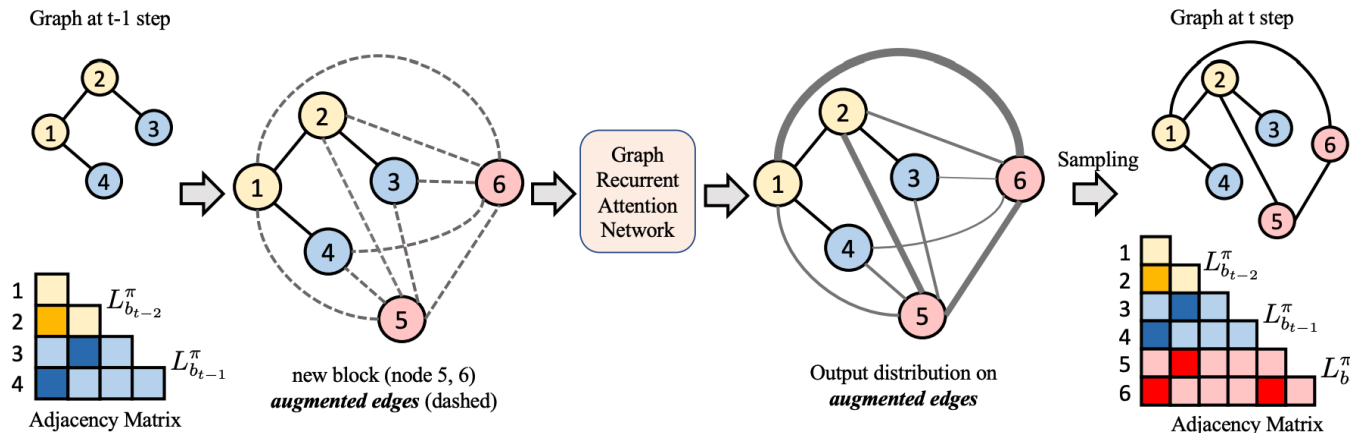 Graph at t-1 step
2
1
3
4
1
2
3
4
L^π_{b_{t-2}}
L^π_{b_{t-1}}
Adjacency Matrix
2
1
3
6
4
5
new block (node 5, 6)
augmented edges (dashed)
Graph
Recurrent
Attention
Network
2
1
3
6
4
5
Output distribution on
augmented edges
Sampling
Graph at t step
2
1
3
6
4
5
1
2
3
4
5
6
L^π_{b_{t-2}}
L^π_{b_{t-1}}
L^π_b
Adjacency Matrix